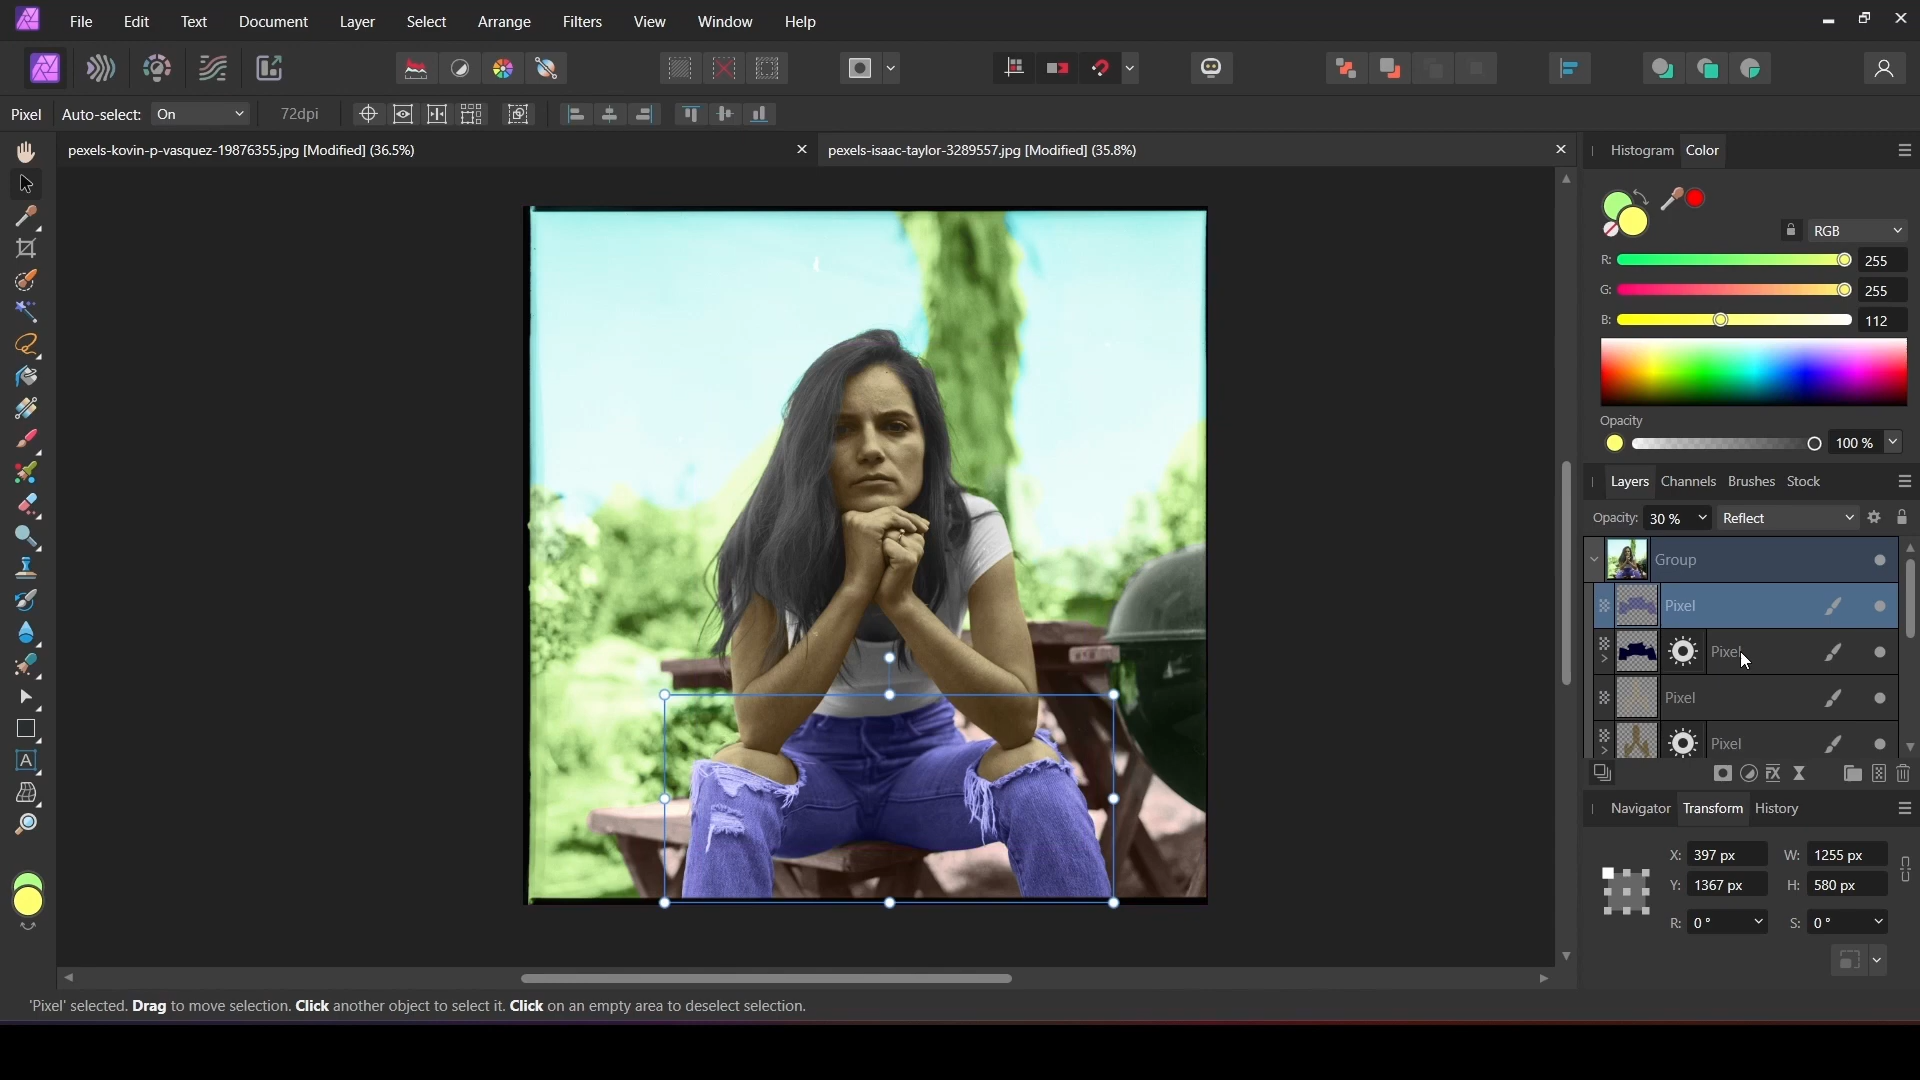 File Edit Text Document Layer Select Arrange Filters View Window Help
Pixel Auto-select: On 72dpi
pexels-kovin-p-vasquez-19876355.jpg [Modified] (36.5%) pexels-isaac-taylor-3289557.jpg [Modified] (35.8%)
Histogram Color
RGB
R: 255
G: 255
B: 112
Opacity
100 %
Layers Channels Brushes Stock
Opacity: 30 % Reflect
Group
Pixel
Pixel
Pixel
Pixel
Navigator Transform History
X: 397 px W: 1255 px
Y: 1367 px H: 580 px
R: 0 ° S: 0 °
'Pixel' selected. Drag to move selection. Click another object to select it. Click on an empty area to deselect selection.